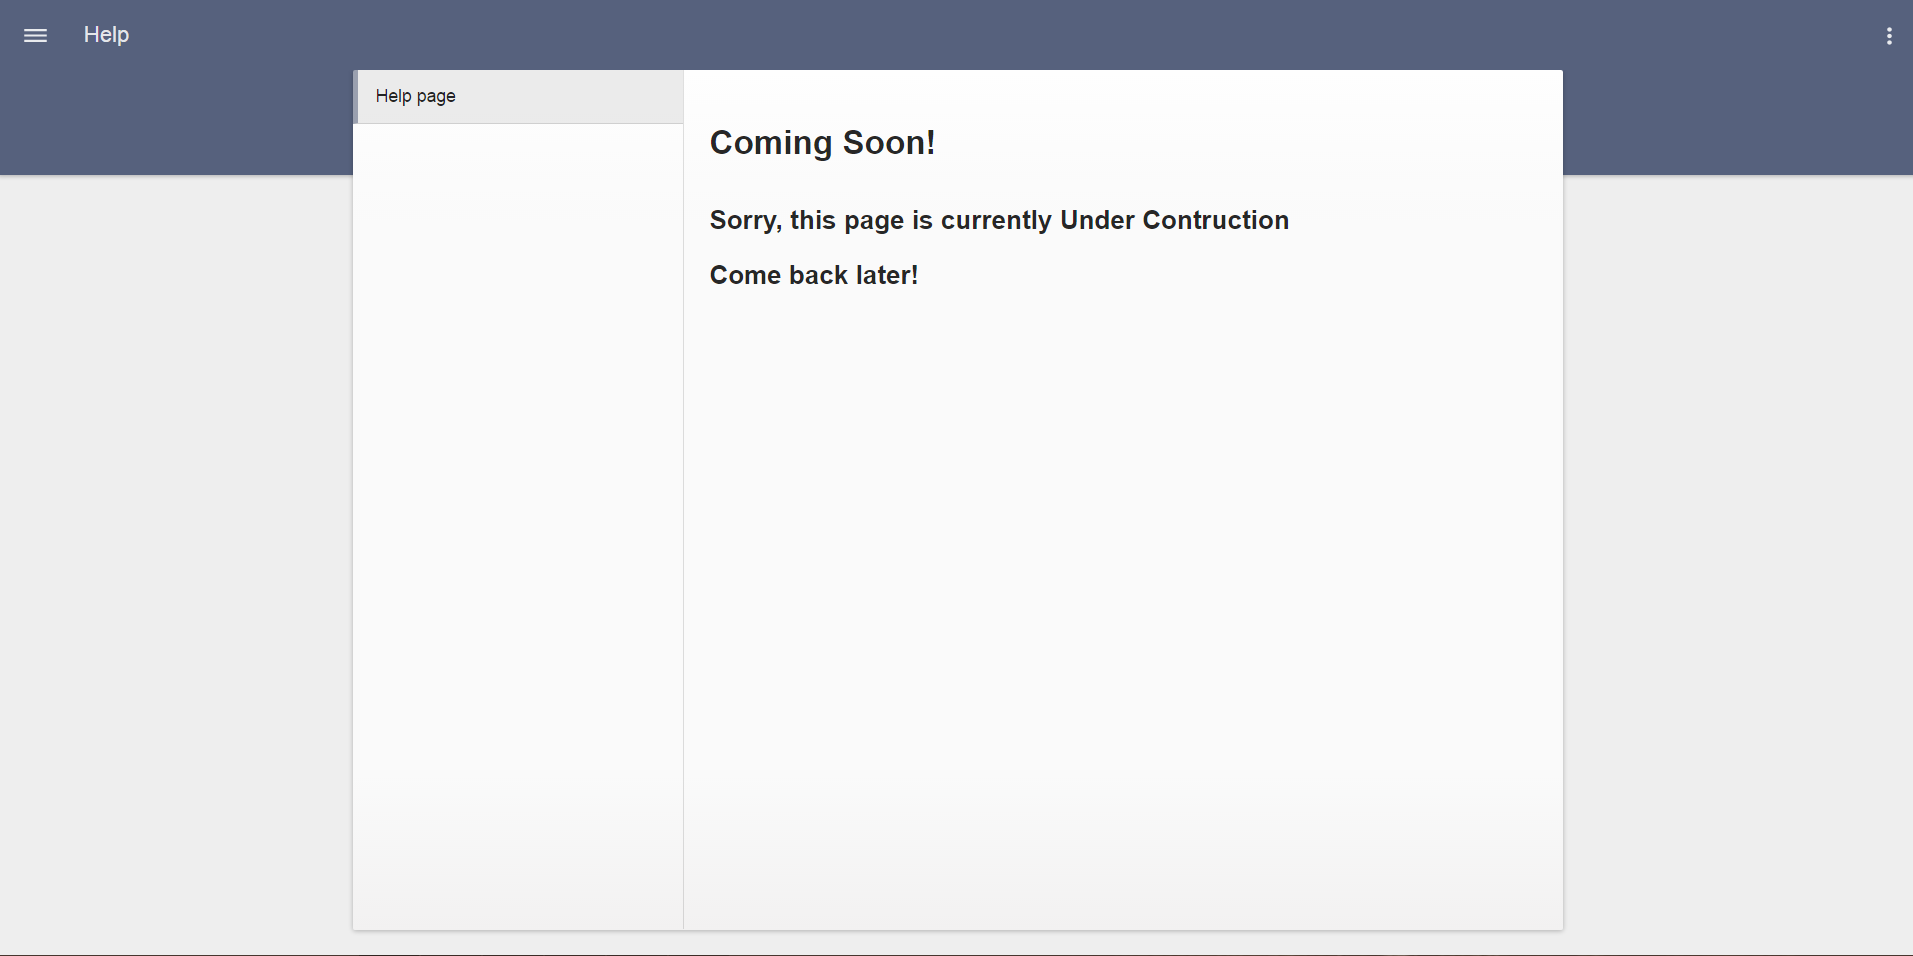 Help
Help page
Coming Soon!
Sorry, this page is currently Under Contruction
Come back later!